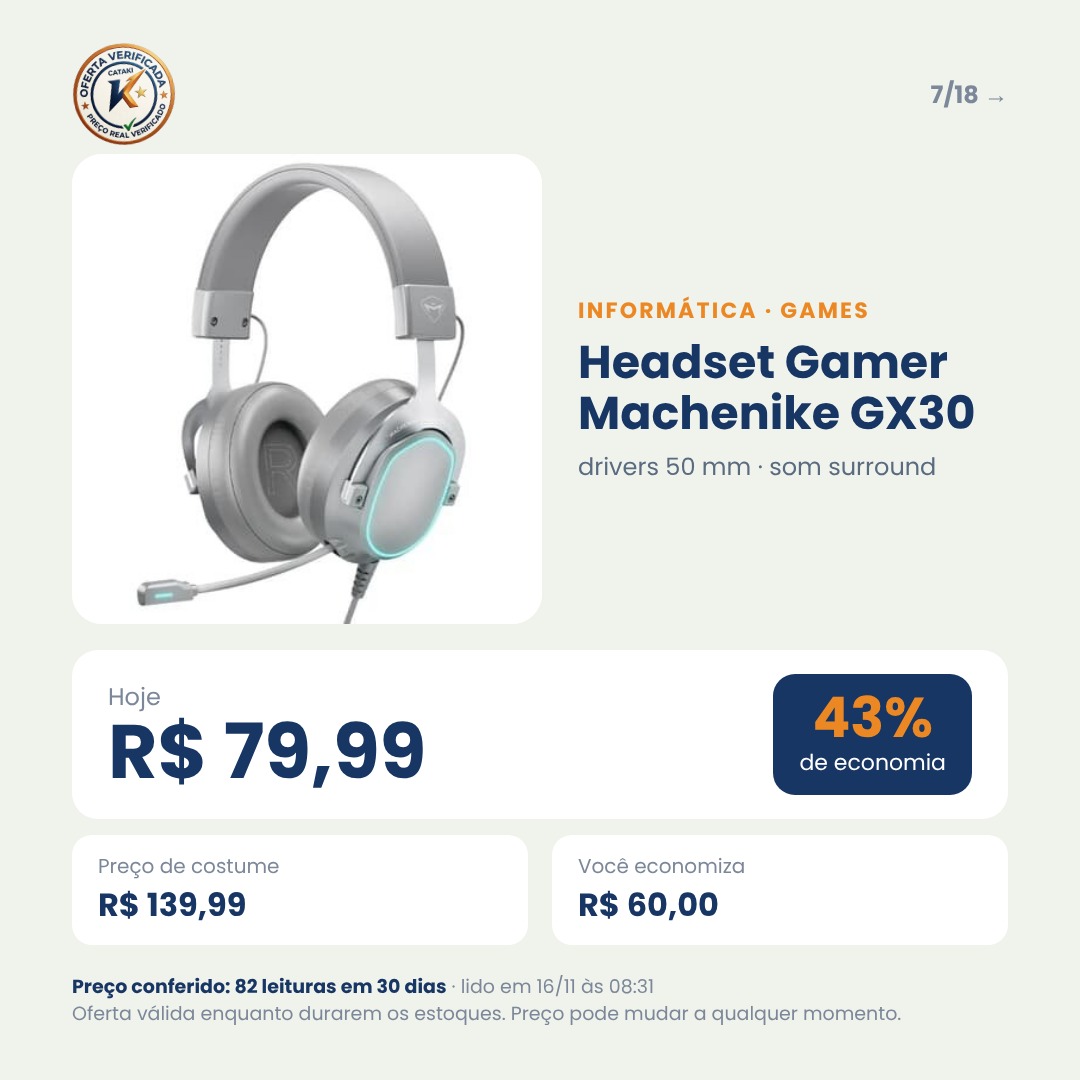 OFERTA VERIFICADA
CATAKI
K
PREÇO REAL VERIFICADO
7/18 →
R
INFORMÁTICA · GAMES
Headset Gamer
Machenike GX30
drivers 50 mm · som surround
Hoje
R$ 79,99
43%
de economia
Preço de costume
R$ 139,99
Você economiza
R$ 60,00
Preço conferido: 82 leituras em 30 dias · lido em 16/11 às 08:31
Oferta válida enquanto durarem os estoques. Preço pode mudar a qualquer momento.